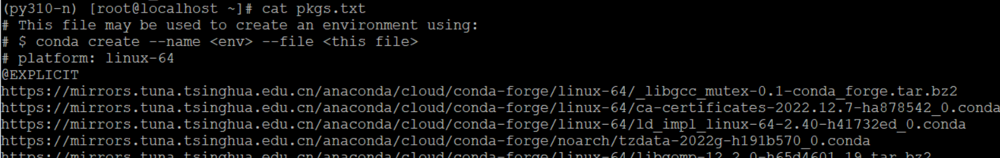 (py310-n) [root@localhost ~]# cat pkgs.txt
# This file may be used to create an environment using:
# $ conda create --name <env> --file <this file>
# platform: linux-64
@EXPLICIT
https://mirrors.tuna.tsinghua.edu.cn/anaconda/cloud/conda-forge/linux-64/_libgcc_mutex-0.1-conda_forge.tar.bz2
https://mirrors.tuna.tsinghua.edu.cn/anaconda/cloud/conda-forge/linux-64/ca-certificates-2022.12.7-ha878542_0.conda
https://mirrors.tuna.tsinghua.edu.cn/anaconda/cloud/conda-forge/linux-64/ld_impl_linux-64-2.40-h41732ed_0.conda
https://mirrors.tuna.tsinghua.edu.cn/anaconda/cloud/conda-forge/noarch/tzdata-2022g-h191b570_0.conda
https://mirrors.tuna.tsinghua.edu.cn/anaconda/cloud/conda-forge/linux-64/libgomp-12.2.0-h65d4601_19.tar.bz2